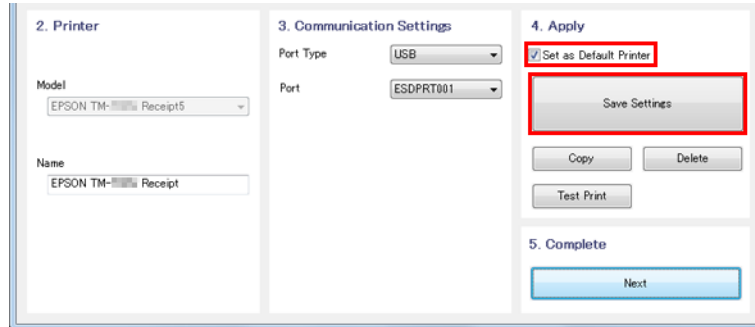 2. Printer
Model
EPSON TM- Receipt5
Name
EPSON TM- Receipt
3. Communication Settings
Port Type
USB
Port
ESDPRT001
4. Apply
Set as Default Printer
Save Settings
Copy
Delete
Test Print
5. Complete
Next